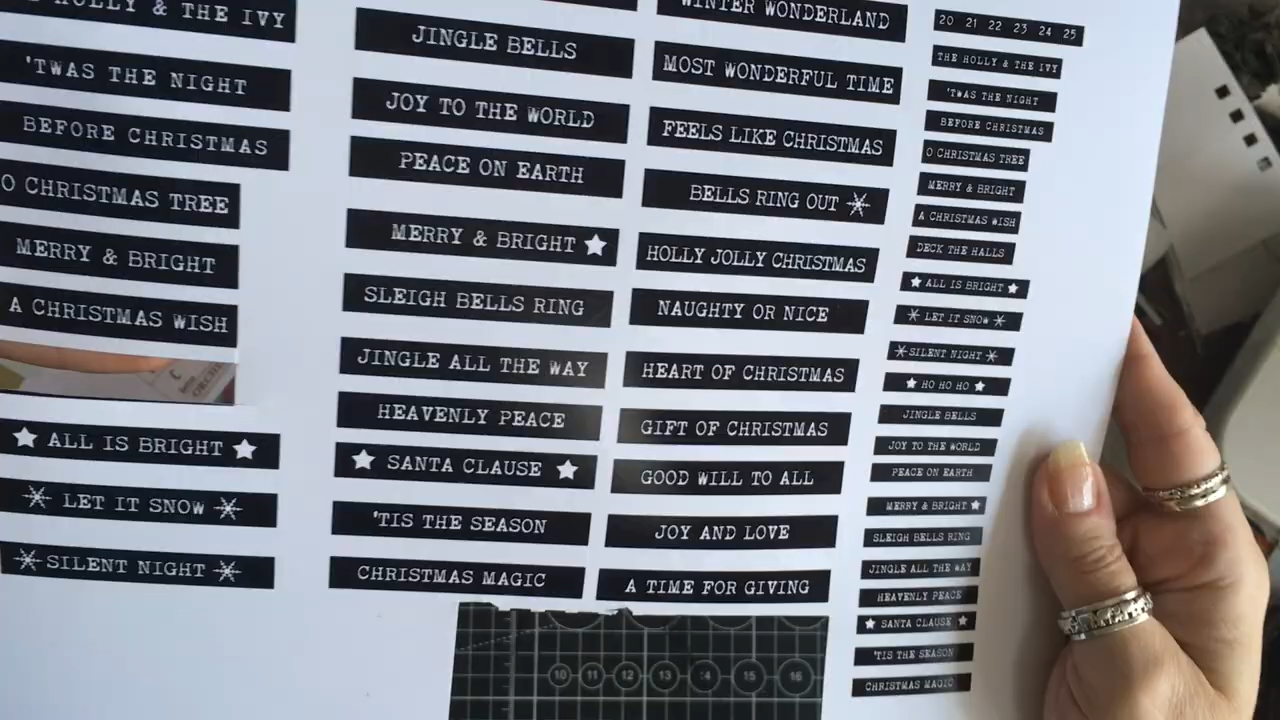 HOLLY & THE IVY
'TWAS THE NIGHT
BEFORE CHRISTMAS
O CHRISTMAS TREE
MERRY & BRIGHT
A CHRISTMAS WISH
ALL IS BRIGHT
LET IT SNOW
SILENT NIGHT
JINGLE BELLS
JOY TO THE WORLD
PEACE ON EARTH
MERRY & BRIGHT
SLEIGH BELLS RING
JINGLE ALL THE WAY
HEAVENLY PEACE
SANTA CLAUSE
'TIS THE SEASON
CHRISTMAS MAGIC
WINTER WONDERLAND
MOST WONDERFUL TIME
FEELS LIKE CHRISTMAS
BELLS RING OUT
HOLLY JOLLY CHRISTMAS
NAUGHTY OR NICE
HEART OF CHRISTMAS
GIFT OF CHRISTMAS
GOOD WILL TO ALL
JOY AND LOVE
A TIME FOR GIVING
10 11 12 13 14 15 16
20 21 22 23 24 25
THE HOLLY & THE IVY
'TWAS THE NIGHT
BEFORE CHRISTMAS
O CHRISTMAS TREE
MERRY & BRIGHT
A CHRISTMAS WISH
DECK THE HALLS
ALL IS BRIGHT
LET IT SNOW
SILENT NIGHT
HO HO HO
JINGLE BELLS
JOY TO THE WORLD
PEACE ON EARTH
MERRY & BRIGHT
SLEIGH BELLS RING
JINGLE ALL THE WAY
HEAVENLY PEACE
SANTA CLAUSE
'TIS THE SEASON
CHRISTMAS MAGIC